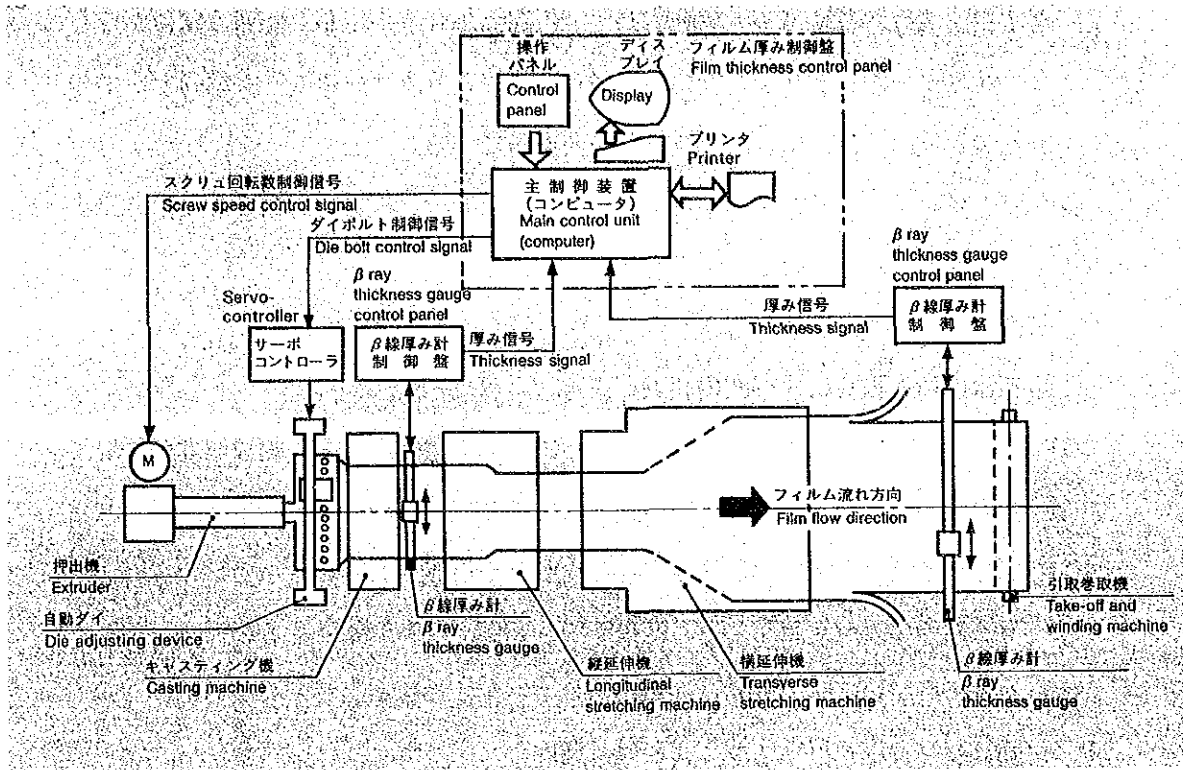 操作
パネル
Control
panel
ディス
プレイ
Display
フィルム厚み制御盤
Film thickness control panel
プリンタ
Printer
主制御装置
(コンピュータ)
Main control unit
(computer)
スクリュ回転数制御信号
Screw speed control signal
ダイボルト制御信号
Die bolt control signal
β ray
thickness gauge
control panel
β線厚み計
制御盤
厚み信号
Thickness signal
Servo-
controller
サーボ
コントローラ
β ray
thickness gauge
control panel
β線厚み計
制御盤
厚み信号
Thickness signal
M
フィルム流れ方向
Film flow direction
押出機
Extruder
自動ダイ
Die adjusting device
キャスティング機
Casting machine
β線厚み計
β ray
thickness gauge
縦延伸機
Longitudinal
stretching machine
横延伸機
Transverse
stretching machine
引取巻取機
Take-off and
winding machine
β線厚み計
β ray
thickness gauge